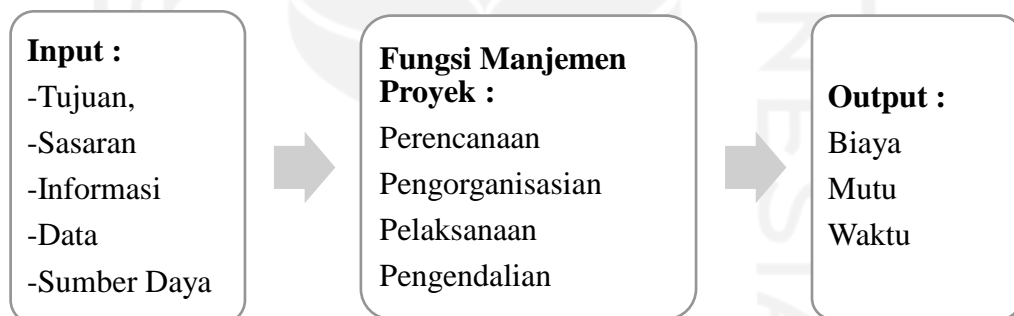 Input :
-Tujuan,
-Sasaran
-Informasi
-Data
-Sumber Daya
Fungsi Manjemen
Proyek :
Perencanaan
Pengorganisasian
Pelaksanaan
Pengendalian
Output :
Biaya
Mutu
Waktu